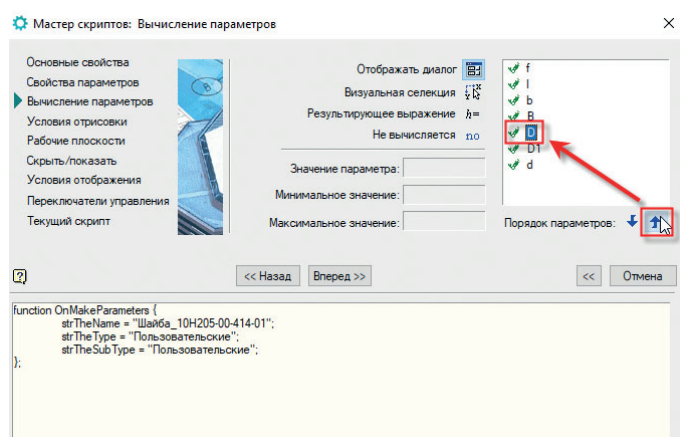 Мастер скриптов: Вычисление параметров
Основные свойства
Свойства параметров
Вычисление параметров
Условия отрисовки
Рабочие плоскости
Скрыть/показать
Условия отображения
Переключатели управления
Текущий скрипт
Отображать диалог
Визуальная селекция
Результирующее выражение h=
Не вычисляется no
Значение параметра:
Минимальное значение:
Максимальное значение:
f
l
b
B
D
D1
d
Порядок параметров:
<< Назад
Вперед >>
<<
Отмена
function OnMakeParameters {
strTheName = "Шайба_10Н205-00-414-01";
strTheType = "Пользовательские";
strTheSubType = "Пользовательские";
};